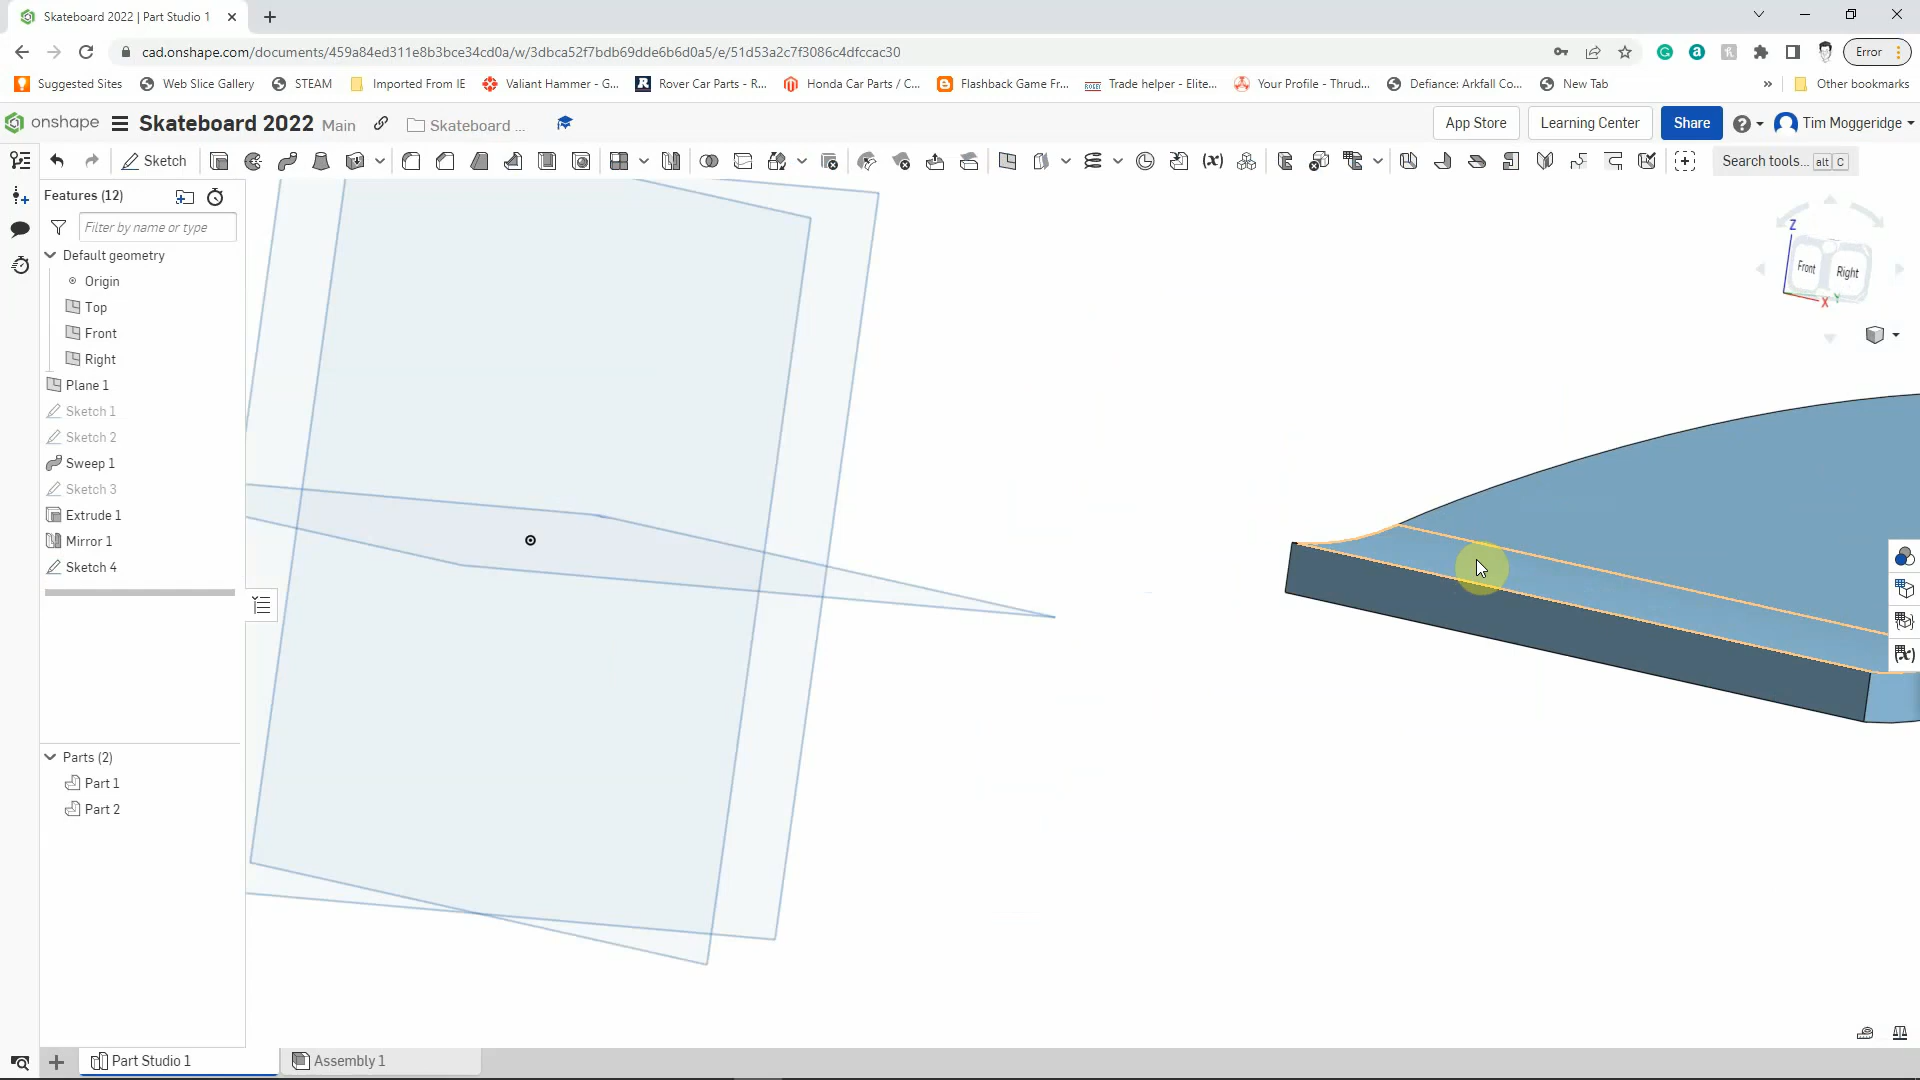 Skateboard 2022 | Part Studio 1
cad.onshape.com/documents/459a84ed311e8b3bce34cd0a/w/3dbca52f7bdb69dde6b6d0a5/e/51d53a2c7f3086c4dfccac30
Error
Suggested Sites
Web Slice Gallery
STEAM
Imported From IE
Valiant Hammer - G...
Rover Car Parts - R...
Honda Car Parts / C...
Flashback Game Fr...
Trade helper - Elite...
Your Profile - Thrud...
Defiance: Arkfall Co...
New Tab
»
Other bookmarks
onshape
Skateboard 2022
Main
Skateboard ...
App Store
Learning Center
Share
Tim Moggeridge
Sketch
Search tools... alt C
Features (12)
Filter by name or type
Default geometry
Origin
Top
Front
Right
Plane 1
Sketch 1
Sketch 2
Sweep 1
Sketch 3
Extrude 1
Mirror 1
Sketch 4
Parts (2)
Part 1
Part 2
Z
Front
Right
X
Y
Part Studio 1
Assembly 1